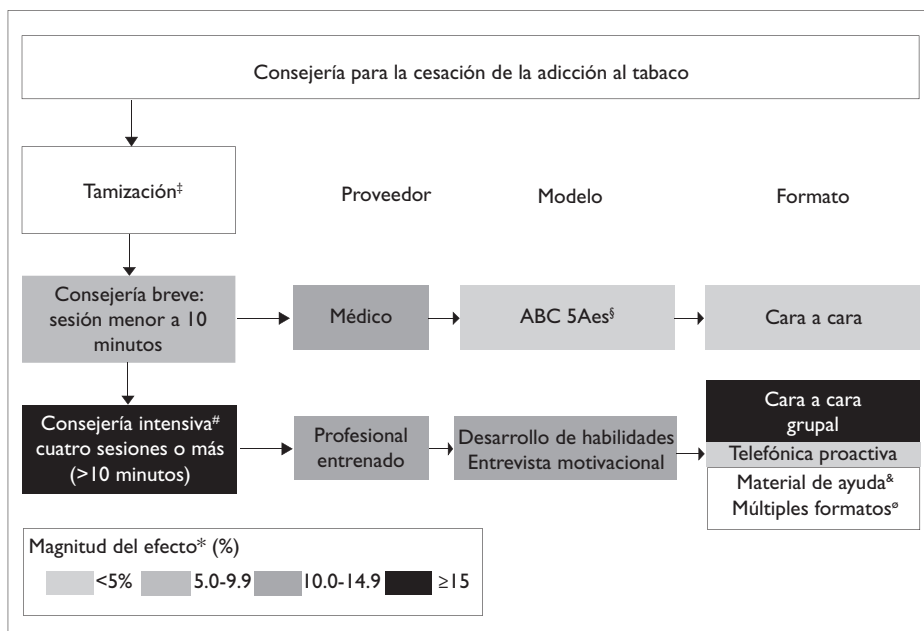 Consejería para la cesación de la adicción al tabaco
Tamización‡
Proveedor
Modelo
Formato
Consejería breve:
sesión menor a 10
minutos
Médico
ABC 5Aes§
Cara a cara
Consejería intensiva#
cuatro sesiones o más
(>10 minutos)
Profesional
entrenado
Desarrollo de habilidades
Entrevista motivacional
Cara a cara
grupal
Telefónica proactiva
Material de ayuda&
Múltiples formatosø
Magnitud del efecto* (%)
<5% 5.0-9.9 10.0-14.9 ≥15